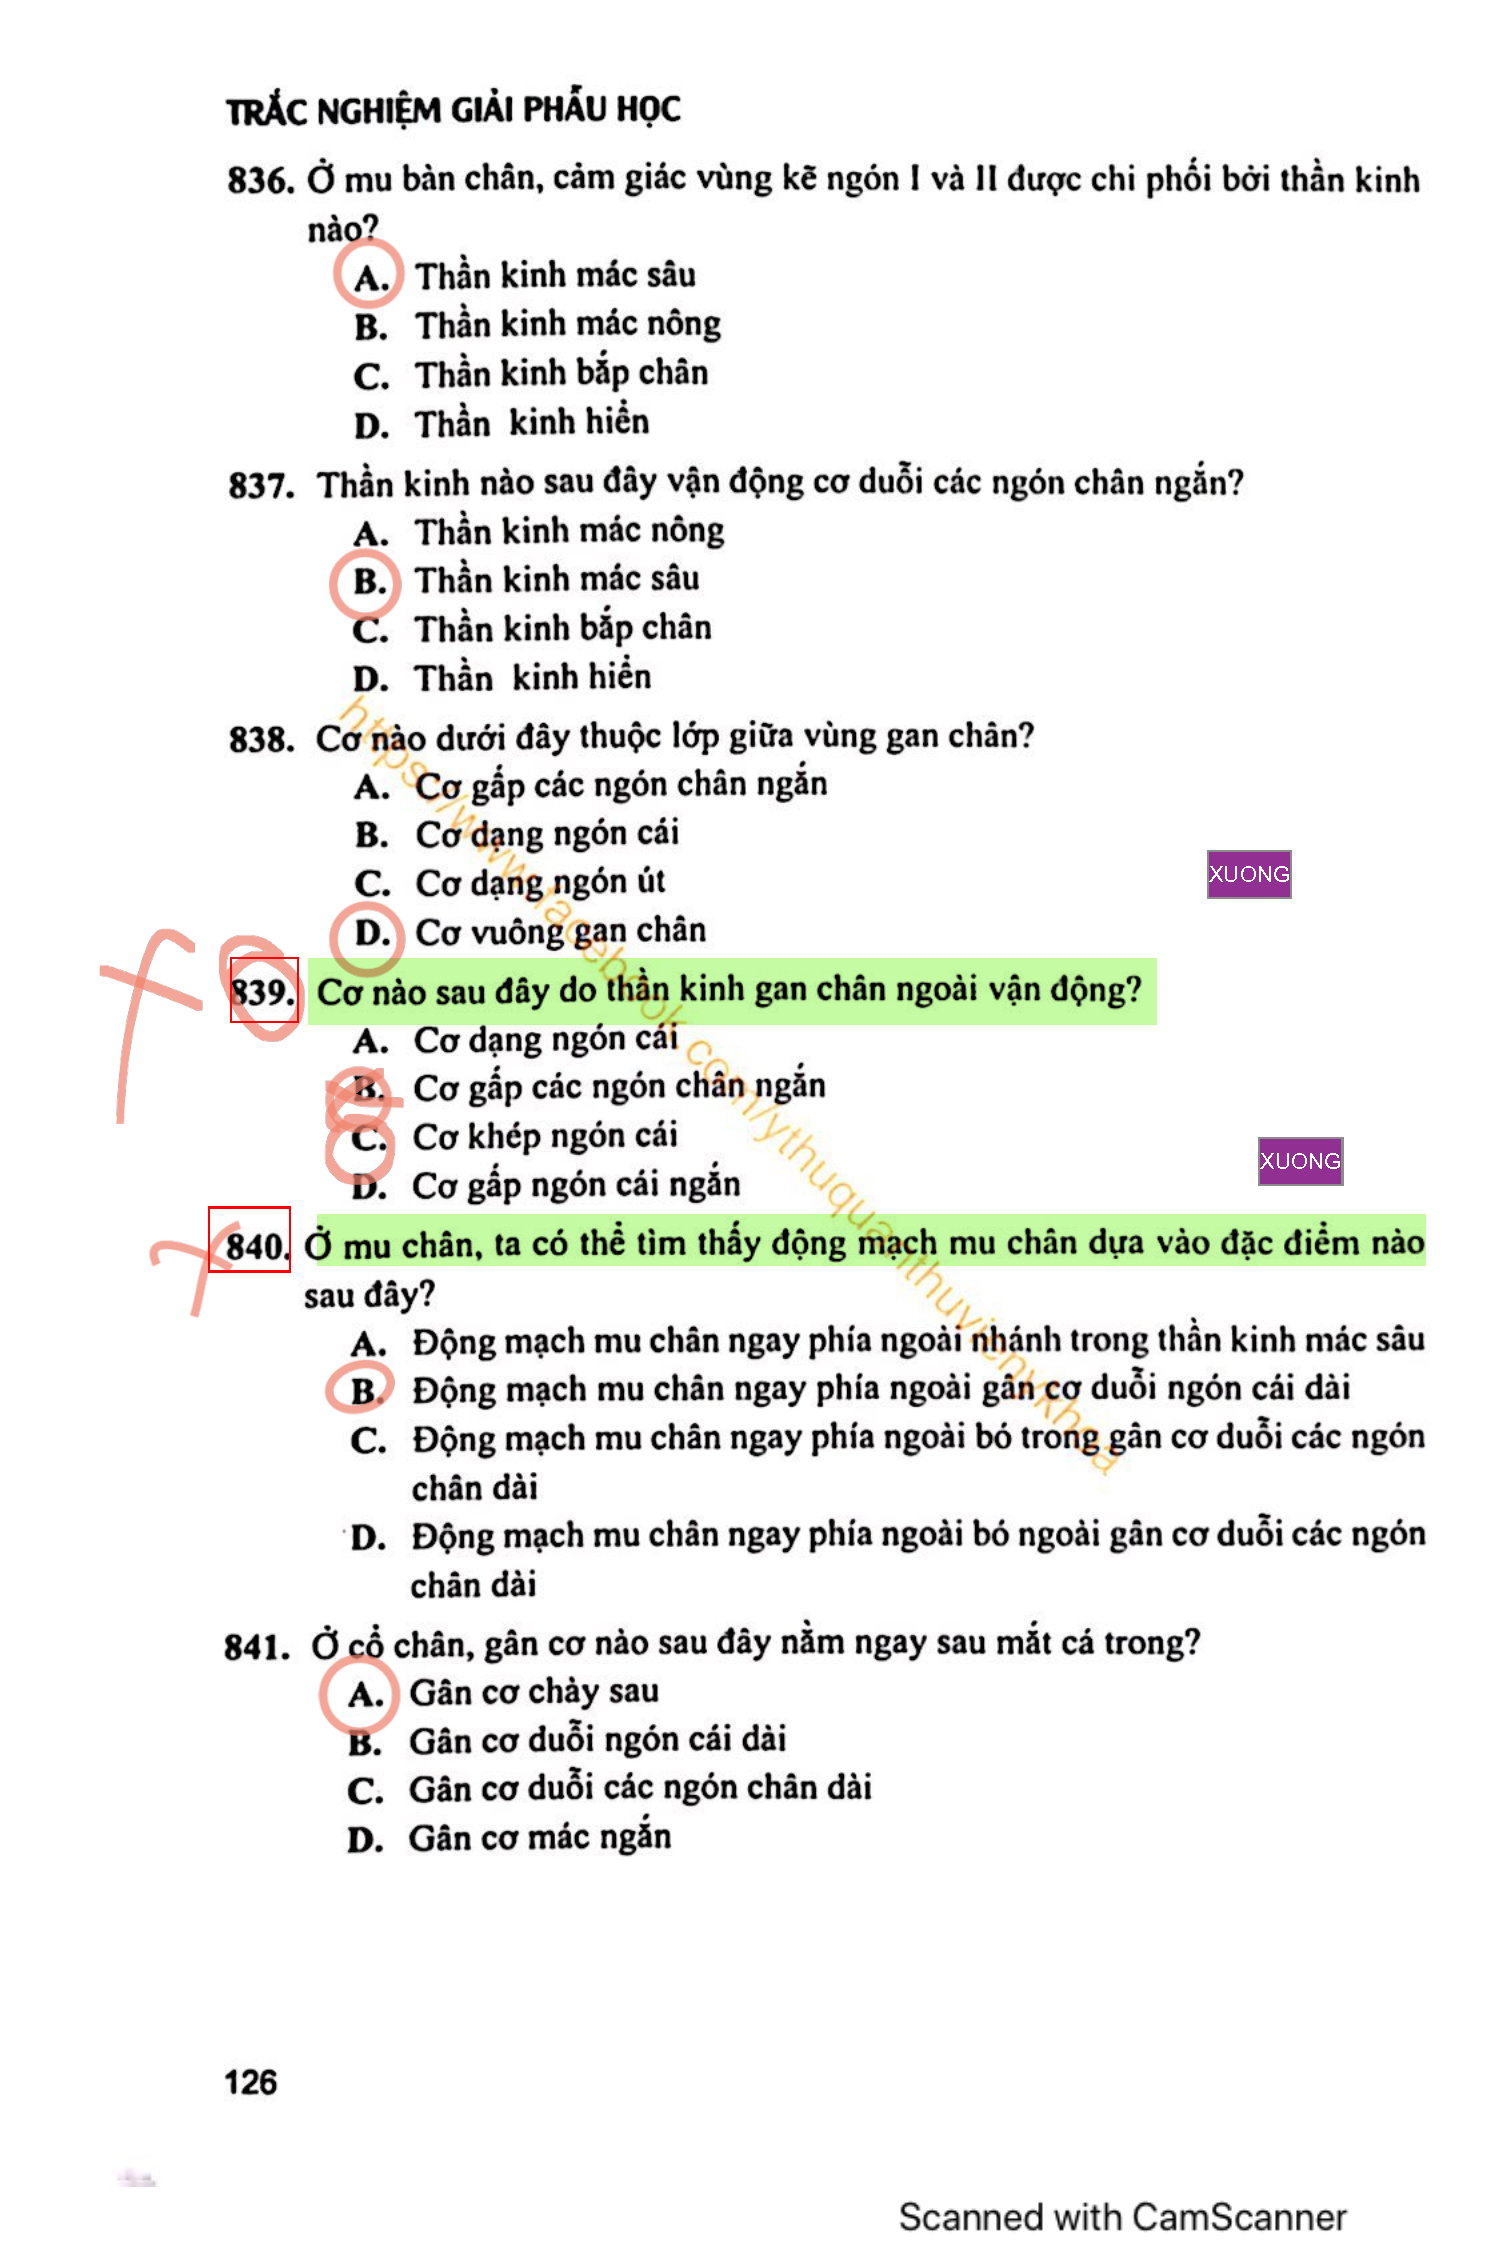 TRẮC NGHIỆM GIẢI PHẪU HỌC
836. Ở mu bàn chân, cảm giác vùng kẽ ngón I và II được chi phối bởi thần kinh
nào?
A. Thần kinh mác sâu
B. Thần kinh mác nông
C. Thần kinh bắp chân
D. Thần kinh hiển
837. Thần kinh nào sau đây vận động cơ duỗi các ngón chân ngắn?
A. Thần kinh mác nông
B. Thần kinh mác sâu
C. Thần kinh bắp chân
D. Thần kinh hiển
838. Cơ nào dưới đây thuộc lớp giữa vùng gan chân?
A. Cơ gấp các ngón chân ngắn
B. Cơ dạng ngón cái
XUONG
C. Cơ dạng ngón út
D. Cơ vuông gan chân
839. Cơ nào sau đây do thần kinh gan chân ngoài vận động?
A. Cơ dạng ngón cái
B. Cơ gấp các ngón chân ngắn
C. Cơ khép ngón cái
XUONG
D. Cơ gấp ngón cái ngắn
840. Ở mu chân, ta có thể tìm thấy động mạch mu chân dựa vào đặc điểm nào
sau đây?
A. Động mạch mu chân ngay phía ngoài nhánh trong thần kinh mác sâu
B. Động mạch mu chân ngay phía ngoài gân cơ duỗi ngón cái dài
C. Động mạch mu chân ngay phía ngoài bó trong gân cơ duỗi các ngón
chân dài
D. Động mạch mu chân ngay phía ngoài bó ngoài gân cơ duỗi các ngón
chân dài
841. Ở cổ chân, gân cơ nào sau đây nằm ngay sau mắt cá trong?
A. Gân cơ chày sau
B. Gân cơ duỗi ngón cái dài
C. Gân cơ duỗi các ngón chân dài
D. Gân cơ mác ngắn
https://www.facebook.com/ythuquanthuvienykhoa
126
Scanned with CamScanner